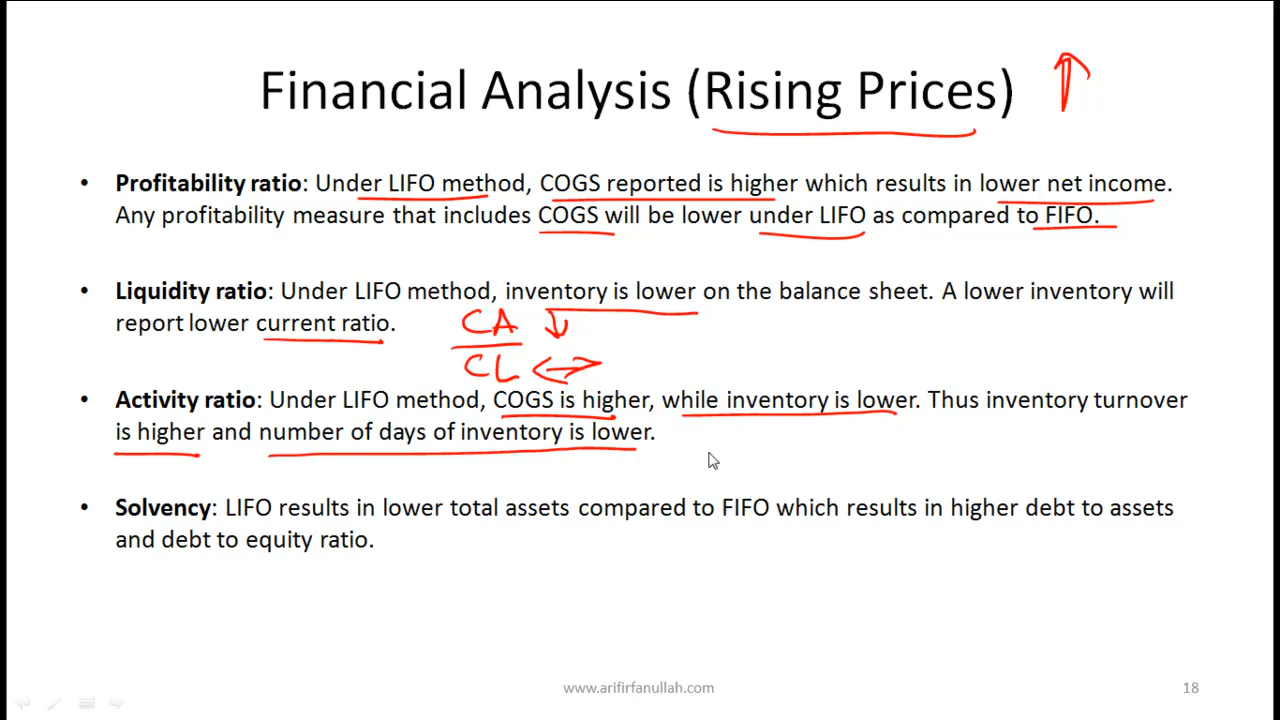 Financial Analysis (Rising Prices)
• Profitability ratio: Under LIFO method, COGS reported is higher which results in lower net income.
Any profitability measure that includes COGS will be lower under LIFO as compared to FIFO.
• Liquidity ratio: Under LIFO method, inventory is lower on the balance sheet. A lower inventory will
report lower current ratio.
CA ↓
CL ↔
• Activity ratio: Under LIFO method, COGS is higher, while inventory is lower. Thus inventory turnover
is higher and number of days of inventory is lower.
• Solvency: LIFO results in lower total assets compared to FIFO which results in higher debt to assets
and debt to equity ratio.
www.arifirfanullah.com
18